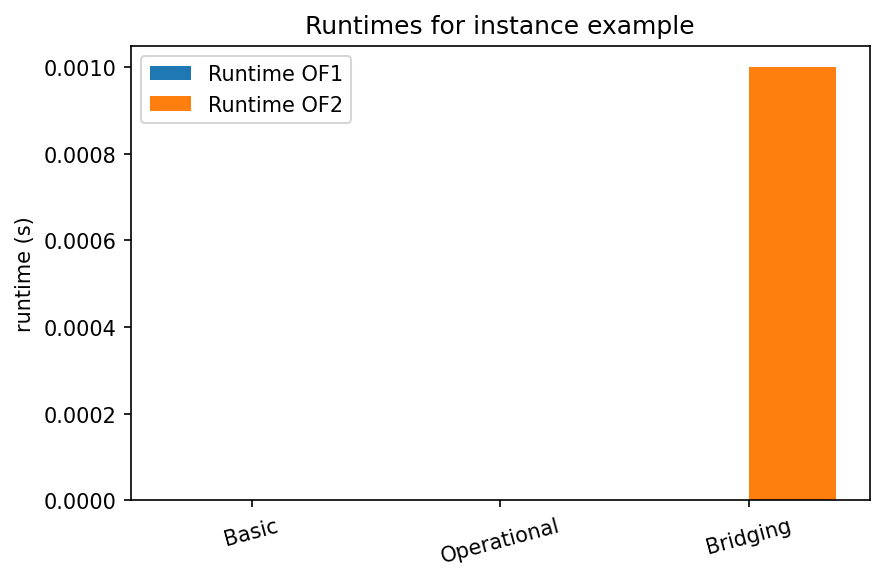 Runtimes for instance example
Runtime OF1
Runtime OF2
runtime (s)
0.0010
0.0008
0.0006
0.0004
0.0002
0.0000
Basic
Operational
Bridging